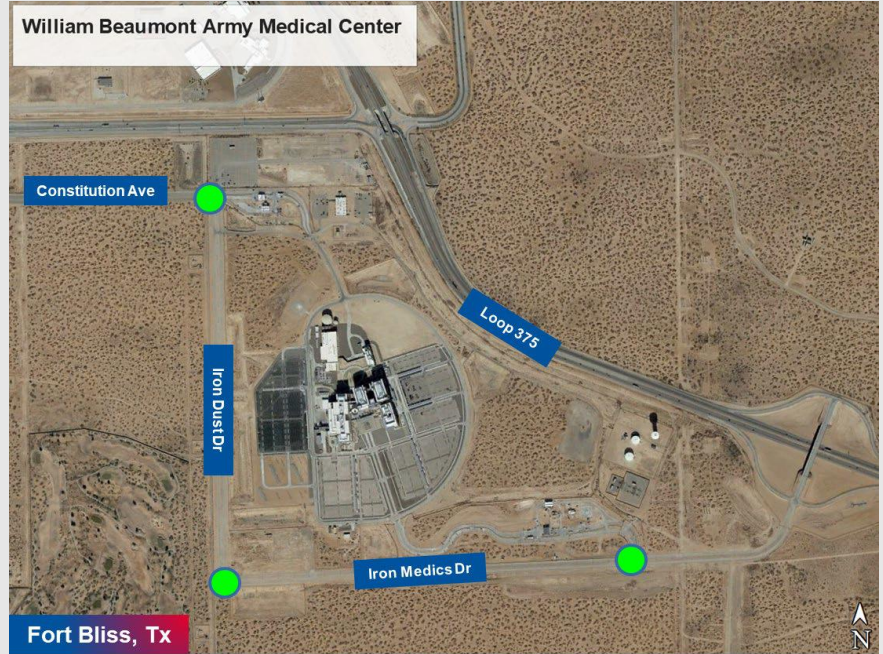 William Beaumont Army Medical Center
Constitution Ave
Loop 375
Iron Dust Dr
Iron Medics Dr
Fort Bliss, Tx
N